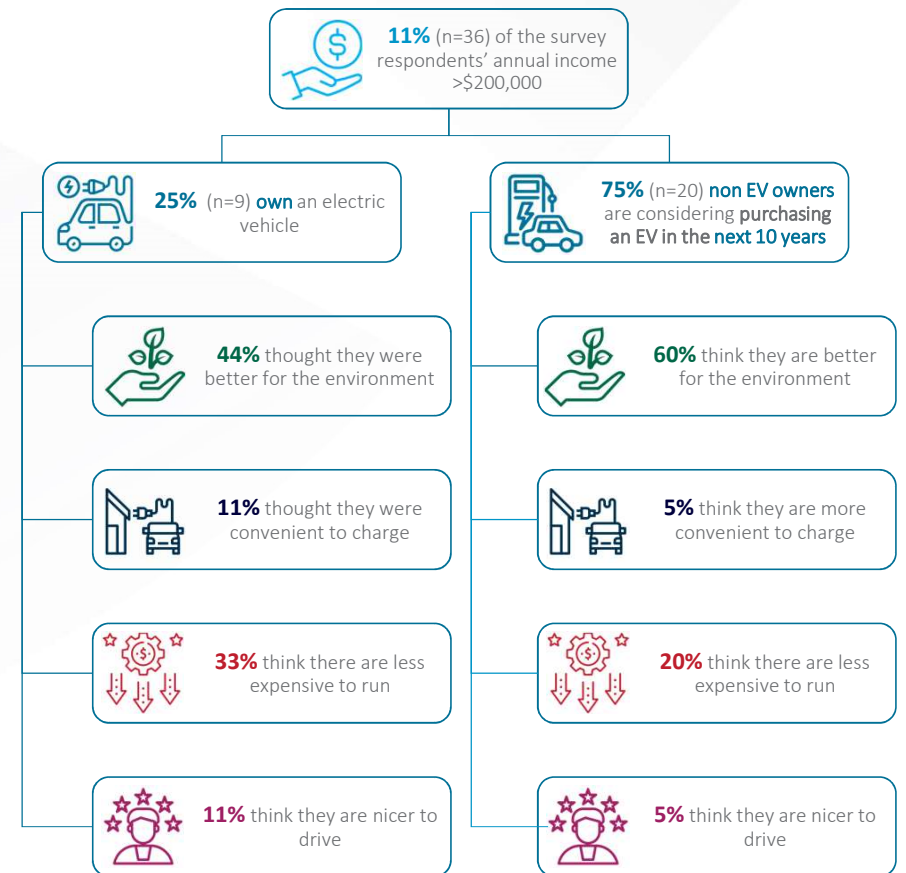 11% (n=36) of the survey
respondents’ annual income
>$200,000
25% (n=9) own an electric
vehicle
75% (n=20) non EV owners
are considering purchasing
an EV in the next 10 years
44% thought they were
better for the environment
60% think they are better
for the environment
11% thought they were
convenient to charge
5% think they are more
convenient to charge
33% think there are less
expensive to run
20% think there are less
expensive to run
11% think they are nicer to
drive
5% think they are nicer to
drive